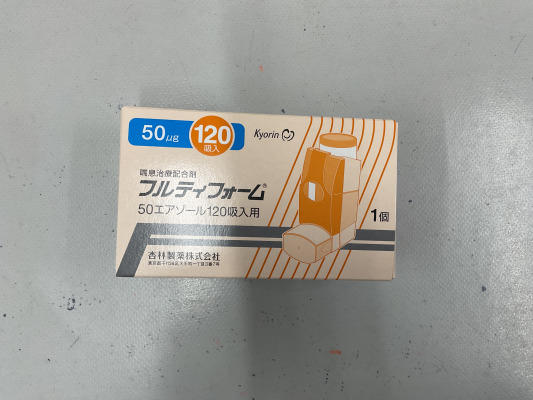 50μg
120
吸入
Kyorin
喘息治療配合剤
フルティフォーム®
50エアゾール120吸入用
1個
杏林製薬株式会社